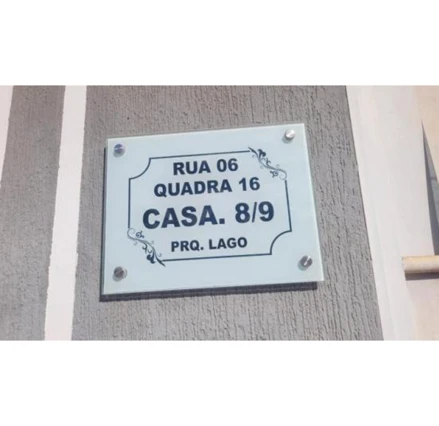 RUA 06
QUADRA 16
CASA. 8/9
PRQ. LAGO